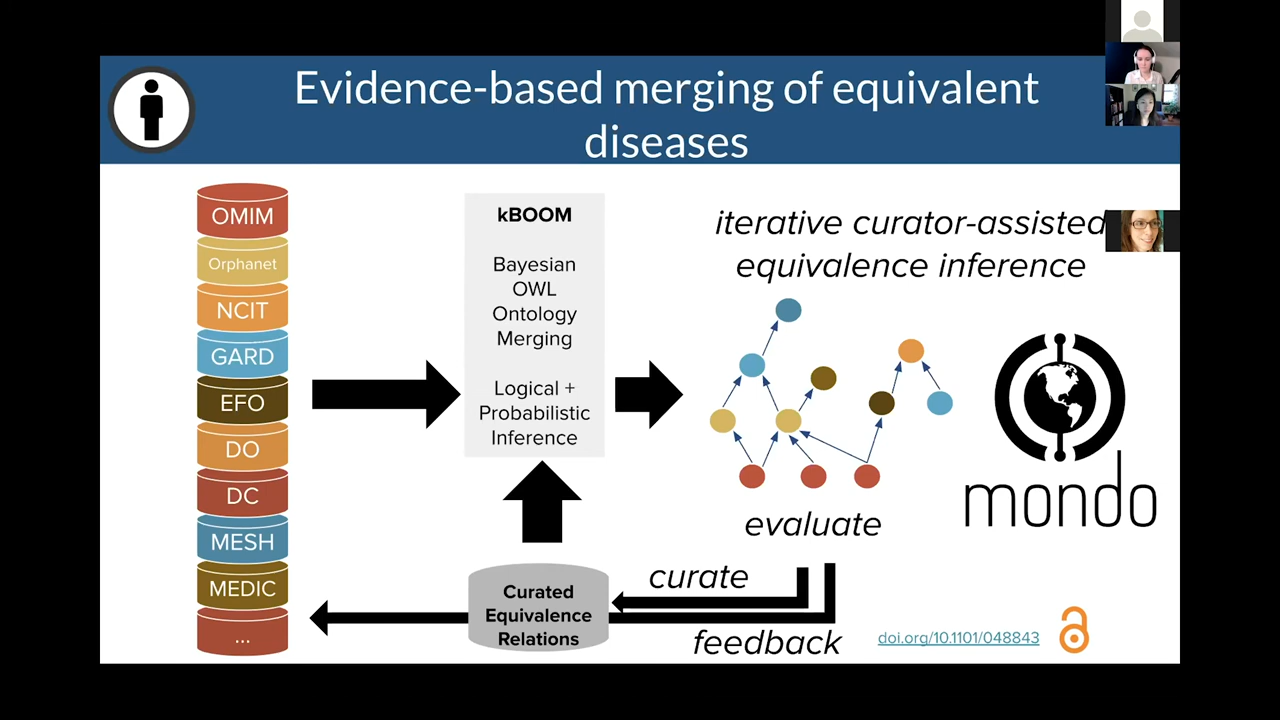 Evidence-based merging of equivalent
diseases
OMIM
Orphanet
NCIT
GARD
EFO
DO
DC
MESH
MEDIC
...
kBOOM
Bayesian
OWL
Ontology
Merging
Logical +
Probabilistic
Inference
Curated
Equivalence
Relations
iterative curator-assisted
equivalence inference
evaluate
curate
feedback
mondo
doi.org/10.1101/048843